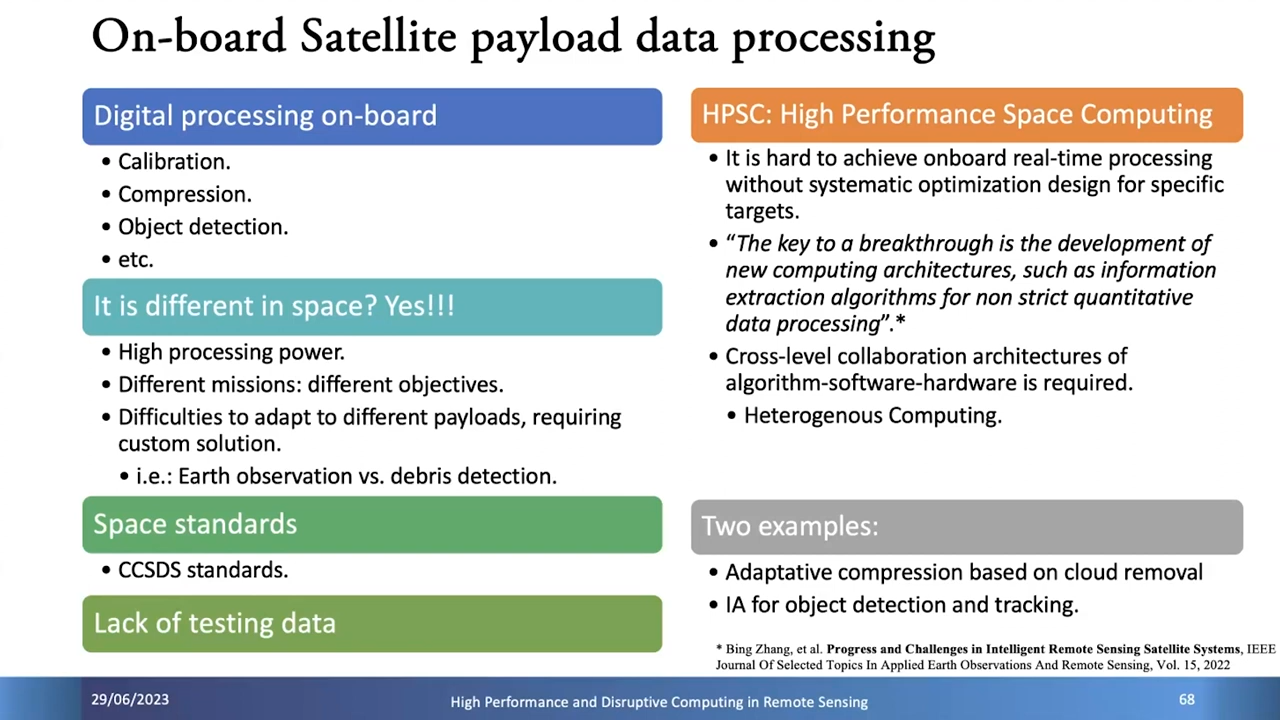 On-board Satellite payload data processing
Digital processing on-board
• Calibration.
• Compression.
• Object detection.
• etc.
It is different in space? Yes!!!
• High processing power.
• Different missions: different objectives.
• Difficulties to adapt to different payloads, requiring
custom solution.
• i.e.: Earth observation vs. debris detection.
Space standards
• CCSDS standards.
Lack of testing data
HPSC: High Performance Space Computing
• It is hard to achieve onboard real-time processing
without systematic optimization design for specific
targets.
• “The key to a breakthrough is the development of
new computing architectures, such as information
extraction algorithms for non strict quantitative
data processing”.*
• Cross-level collaboration architectures of
algorithm-software-hardware is required.
• Heterogenous Computing.
Two examples:
• Adaptative compression based on cloud removal
• IA for object detection and tracking.
* Bing Zhang, et al. Progress and Challenges in Intelligent Remote Sensing Satellite Systems, IEEE
Journal Of Selected Topics In Applied Earth Observations And Remote Sensing, Vol. 15, 2022
29/06/2023
High Performance and Disruptive Computing in Remote Sensing
68